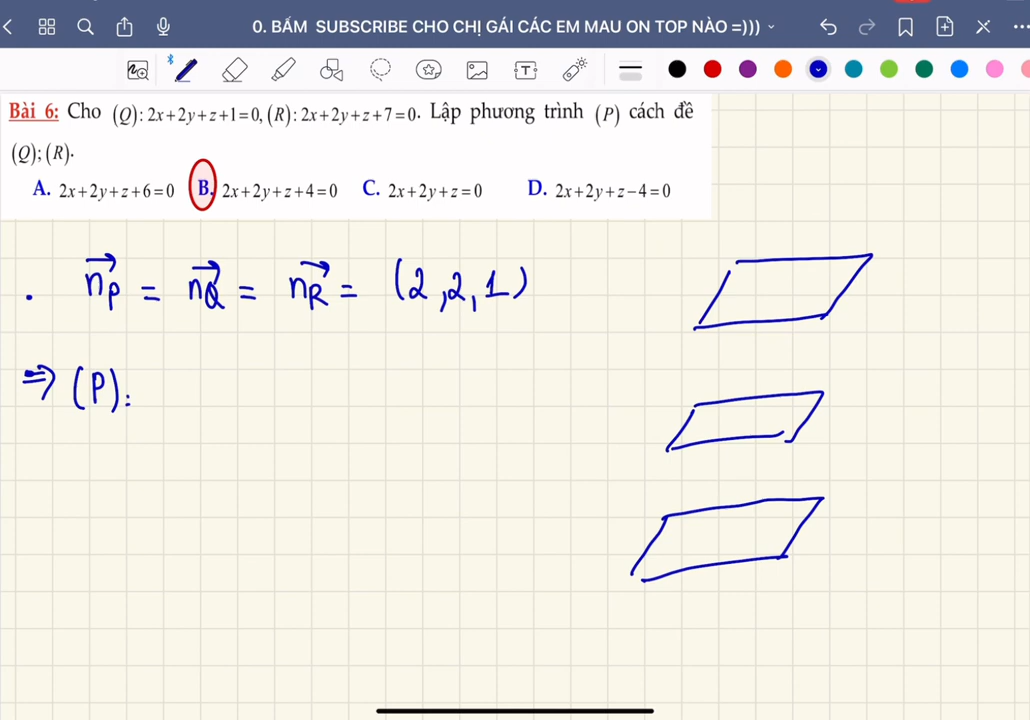 0. BẤM SUBSCRIBE CHO CHỊ GÁI CÁC EM MAU ON TOP NÀO =)))
Bài 6: Cho (Q): 2x+2y+z+1=0, (R): 2x+2y+z+7=0. Lập phương trình (P) cách đề
(Q); (R).
A. 2x+2y+z+6=0 B. 2x+2y+z+4=0 C. 2x+2y+z=0 D. 2x+2y+z−4=0
. n⃗P = n⃗Q = n⃗R = (2, 2, 1)
⇒ (P):